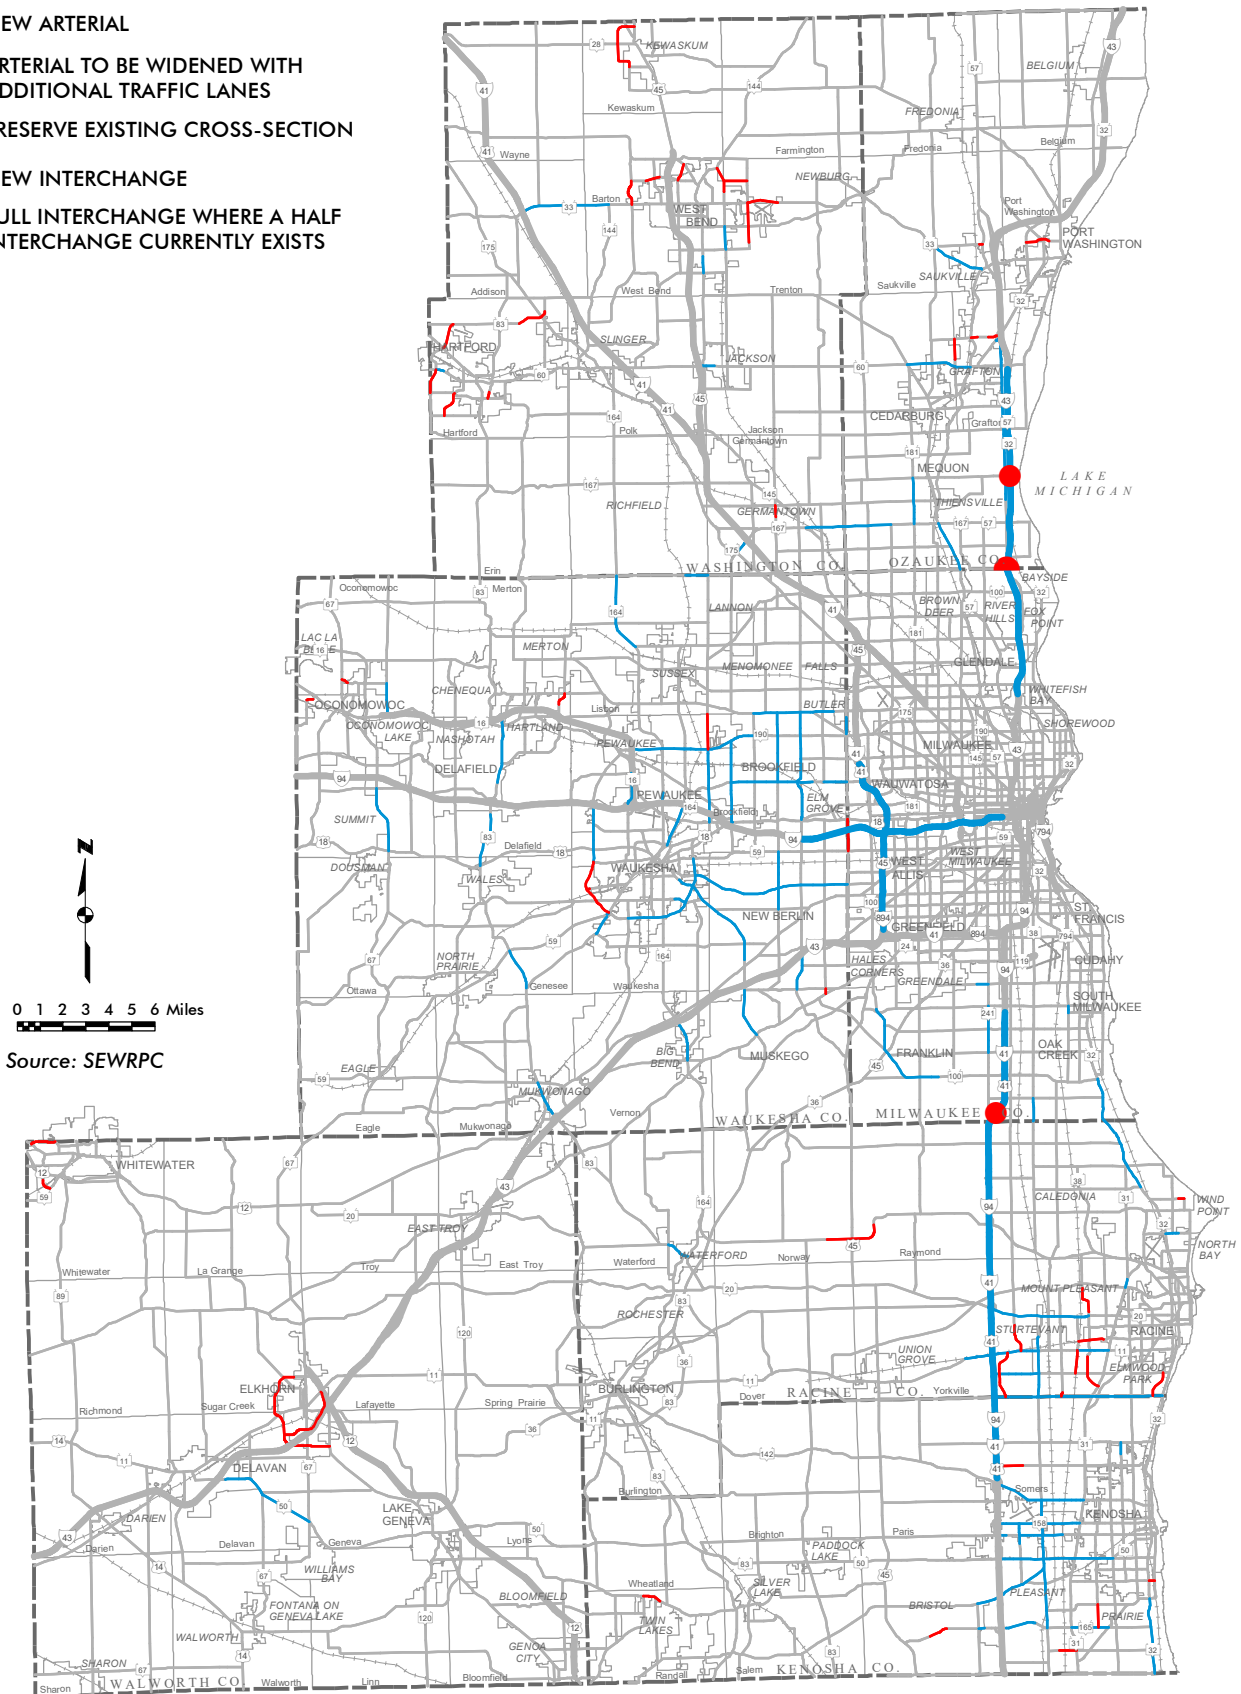 EW ARTERIAL
RTERIAL TO BE WIDENED WITH
DDITIONAL TRAFFIC LANES
RESERVE EXISTING CROSS-SECTION
EW INTERCHANGE
ULL INTERCHANGE WHERE A HALF
NTERCHANGE CURRENTLY EXISTS
KEWASKUM
Kewaskum
BELGIUM
FREDONIA
Belgium
Fredonia
Wayne
Farmington
NEWBURG
Barton
WEST
BEND
Port
Washington
PORT
WASHINGTON
SAUKVILLE
Saukville
Addison
West Bend
Trenton
HARTFORD
SLINGER
JACKSON
GRAFTON
CEDARBURG
Grafton
Hartford
Polk
Jackson
Germantown
MEQUON
LAKE
MICHIGAN
THIENSVILLE
RICHFIELD
GERMANTOWN
WASHINGTON CO.
OZAUKEE CO.
Erin
Oconomowoc
Merton
BAYSIDE
LANNON
BROWN
DEER
RIVER
HILLS
FOX
POINT
LAC LA
MERTON
SUSSEX
MENOMONEE FALLS
GLENDALE
CHENEQUA
WHITEFISH
BAY
OCONOMOWOC
Lisbon
BUTLER
OCONOMOWOC
LAKE
NASHOTAH
HARTLAND
PEWAUKEE
SHOREWOOD
MILWAUKEE
DELAFIELD
BROOKFIELD
WAUWATOSA
PEWAUKEE
Brookfield
ELM
GROVE
SUMMIT
Delafield
DOUSMAN
WALES
WAUKESHA
WEST
ALLIS
WEST
MILWAUKEE
NEW BERLIN
GREENFIELD
ST.
FRANCIS
NORTH
PRAIRIE
HALES
CORNERS
GREENDALE
CUDAHY
Ottawa
Genesee
Waukesha
SOUTH
MILWAUKEE
N
0 1 2 3 4 5 6 Miles
Source: SEWRPC
EAGLE
BIG
BEND
MUSKEGO
FRANKLIN
OAK
CREEK
MUKWONAGO
Eagle
Mukwonago
Vernon
WAUKESHA CO.
MILWAUKEE CO.
WHITEWATER
CALEDONIA
WIND
POINT
EAST TROY
NORTH
BAY
Whitewater
La Grange
Troy
East Troy
Waterford
WATERFORD
Norway
Raymond
ROCHESTER
MOUNT PLEASANT
STURTEVANT
RACINE
UNION
GROVE
ELMWOOD
PARK
ELKHORN
BURLINGTON
Richmond
Sugar Creek
Lafayette
Spring Prairie
Dover
RACINE CO.
Yorkville
DELAVAN
Burlington
Somers
DARIEN
LAKE
GENEVA
KENOSHA
Darien
Delavan
Geneva
Lyons
Brighton
Paris
PADDOCK
LAKE
WILLIAMS
BAY
BLOOMFIELD
Wheatland
SILVER
LAKE
BRISTOL
PLEASANT
PRAIRIE
FONTANA ON
GENEVA LAKE
TWIN
LAKES
WALWORTH
GENOA
CITY
SHARON
Sharon
WALWORTH CO.
Walworth
Linn
Bloomfield
Randall
Salem
KENOSHA CO.